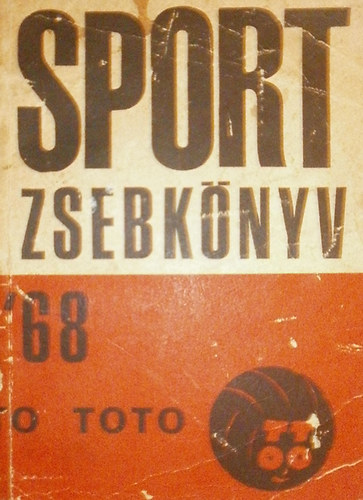 SPORT
ZSEBKÖNYV
'68
O TOTO